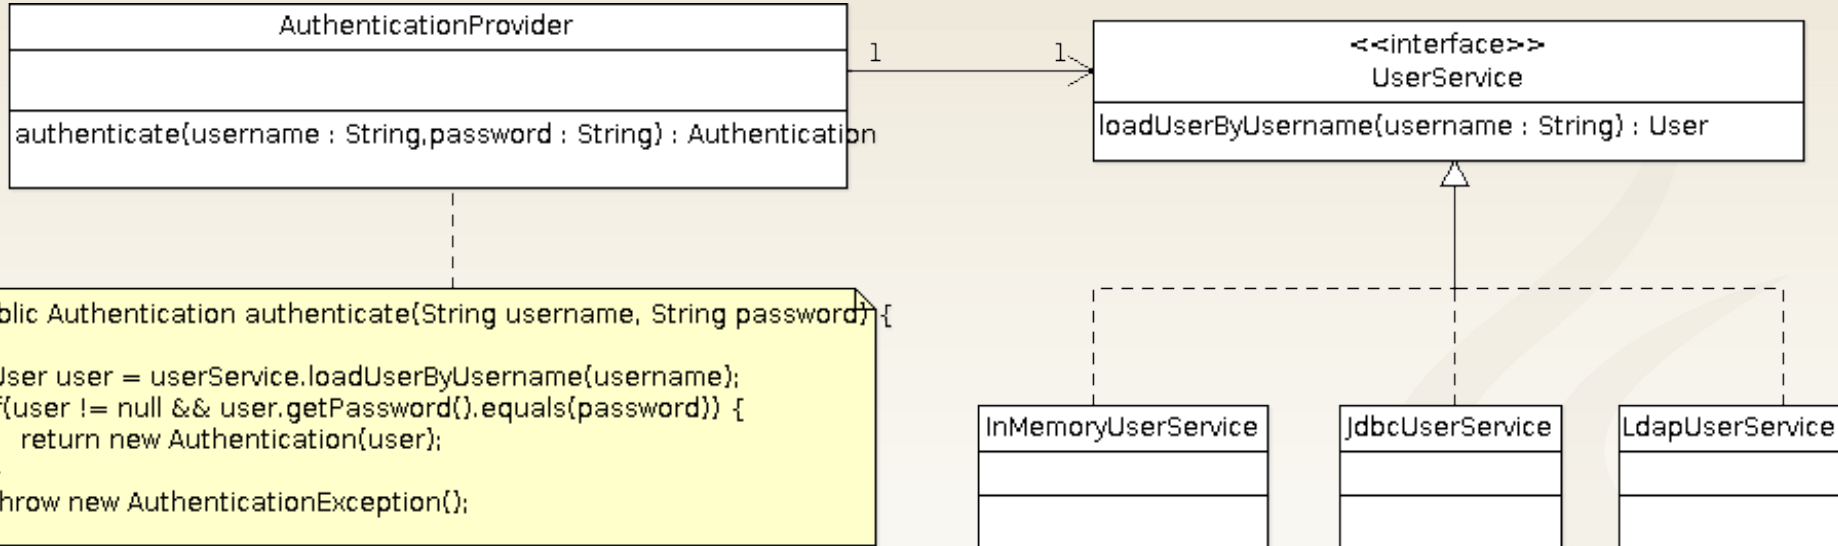 AuthenticationProvider
authenticate(username : String,password : String) : Authentication
1
1
<<interface>>
UserService
loadUserByUsername(username : String) : User
blic Authentication authenticate(String username, String password) {
User user = userService.loadUserByUsername(username);
f(user != null && user.getPassword().equals(password)) {
return new Authentication(user);
hrow new AuthenticationException();
InMemoryUserService
JdbcUserService
LdapUserService